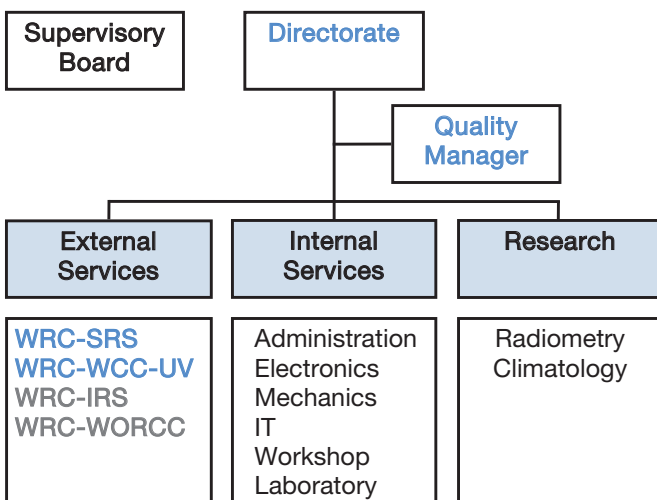 Supervisory
Board
Directorate
Quality
Manager
External
Services
Internal
Services
Research
WRC-SRS
WRC-WCC-UV
WRC-IRS
WRC-WORCC
Administration
Electronics
Mechanics
IT
Workshop
Laboratory
Radiometry
Climatology